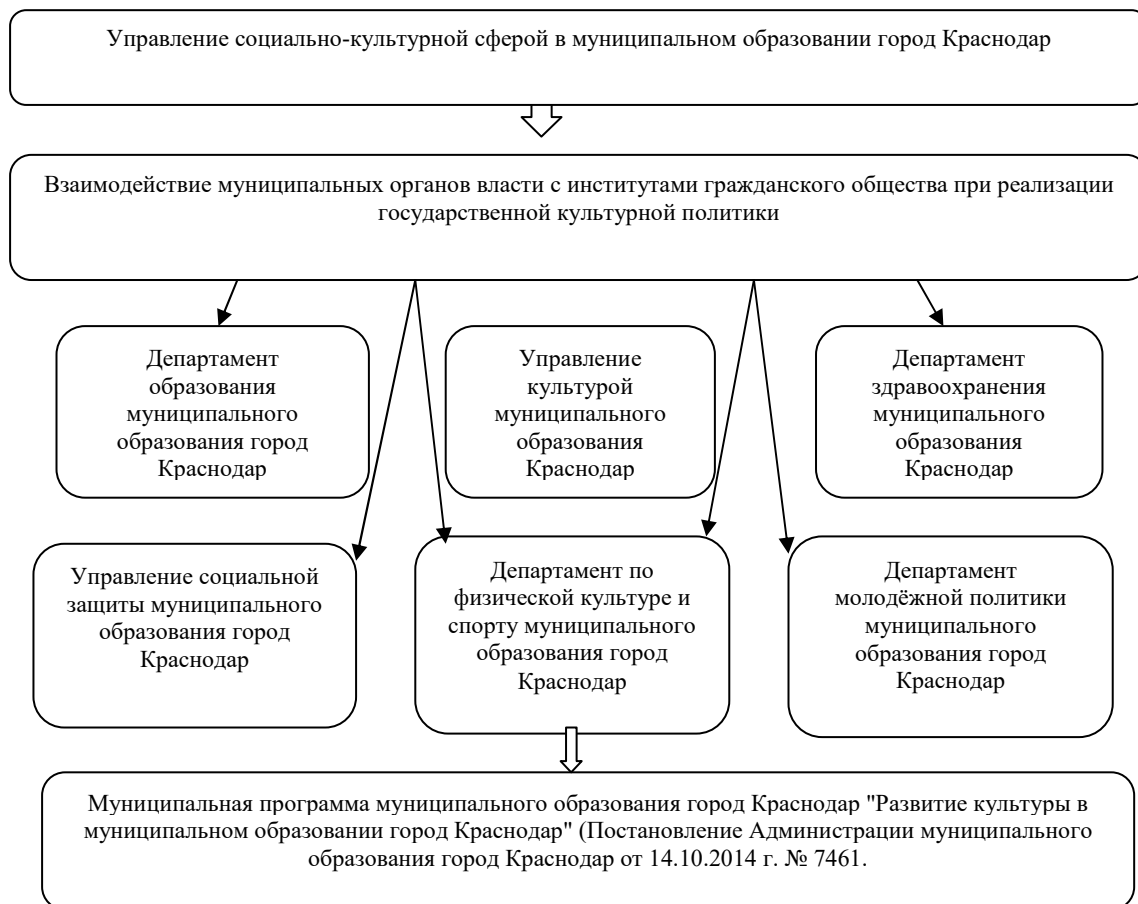 Управление социально-культурной сферой в муниципальном образовании город Краснодар
Взаимодействие муниципальных органов власти с институтами гражданского общества при реализации
государственной культурной политики
Департамент
образования
муниципального
образования город
Краснодар
Управление
культурой
муниципального
образования
Краснодар
Департамент
здравоохранения
муниципального
образования
Краснодар
Управление социальной
защиты муниципального
образования город
Краснодар
Департамент по
физической культуре и
спорту муниципального
образования город
Краснодар
Департамент
молодёжной политики
муниципального
образования город
Краснодар
Муниципальная программа муниципального образования город Краснодар "Развитие культуры в
муниципальном образовании город Краснодар" (Постановление Администрации муниципального
образования город Краснодар от 14.10.2014 г. № 7461.